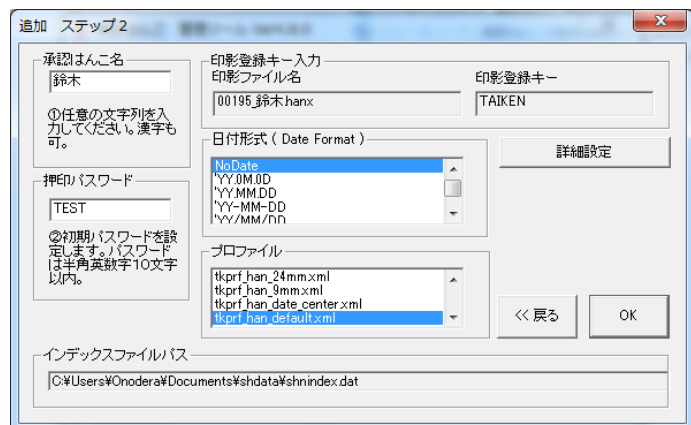 追加 ステップ2
承認はんこ名
鈴木
①任意の文字列を入
力してください。漢字も
可。
押印パスワード
TEST
②初期パスワードを設
定します。パスワード
は半角英数字10文字
以内。
印影登録キー入力
印影ファイル名
00195_鈴木.hanx
印影登録キー
TAIKEN
日付形式 ( Date Format )
NoDate
'YY.0M.0D
'YY.MM.DD
'YY-MM-DD
'YY/MM/DD
詳細設定
プロファイル
tkprf_han_24mm.xml
tkprf_han_9mm.xml
tkprf_han_date_center.xml
tkprf_han_default.xml
<< 戻る
OK
インデックスファイルパス
C:¥Users¥Onodera¥Documents¥shdata¥shnindex.dat